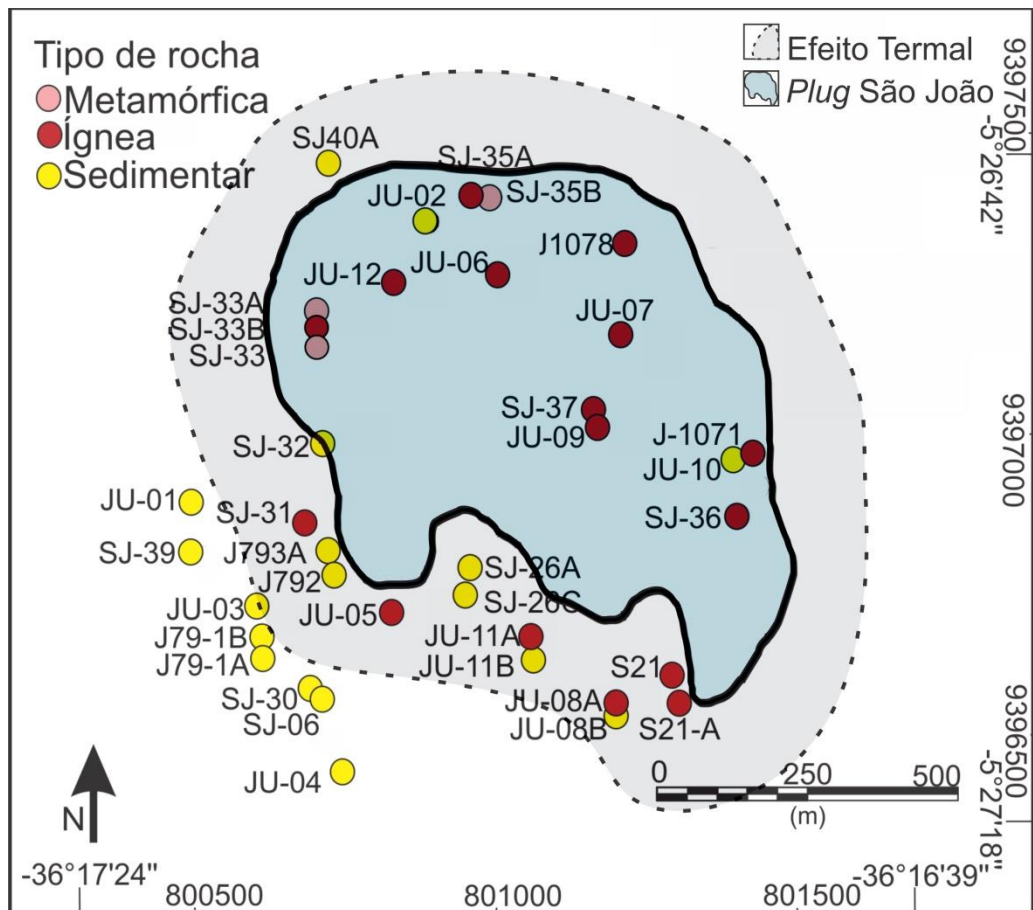 Tipo de rocha
Metamórfica
Ígnea
Sedimentar
Efeito Termal
Plug São João
SJ40A
SJ-35A
JU-02
SJ-35B
J1078
JU-12
JU-06
SJ-33A
SJ-33B
SJ-33
JU-07
SJ-37
JU-09
SJ-32
J-1071
JU-10
JU-01
SJ-31
SJ-36
SJ-39
J793A
J792
SJ-26A
SJ-26C
JU-03
JU-05
J79-1B
J79-1A
JU-11A
JU-11B
S21
SJ-30
SJ-06
JU-08A
JU-08B
S21-A
JU-04
0 250 500
(m)
N
9397500
-5°26'42"
9397000
9396500
-5°27'18"
-36°17'24"
800500
801000
801500
-36°16'39"